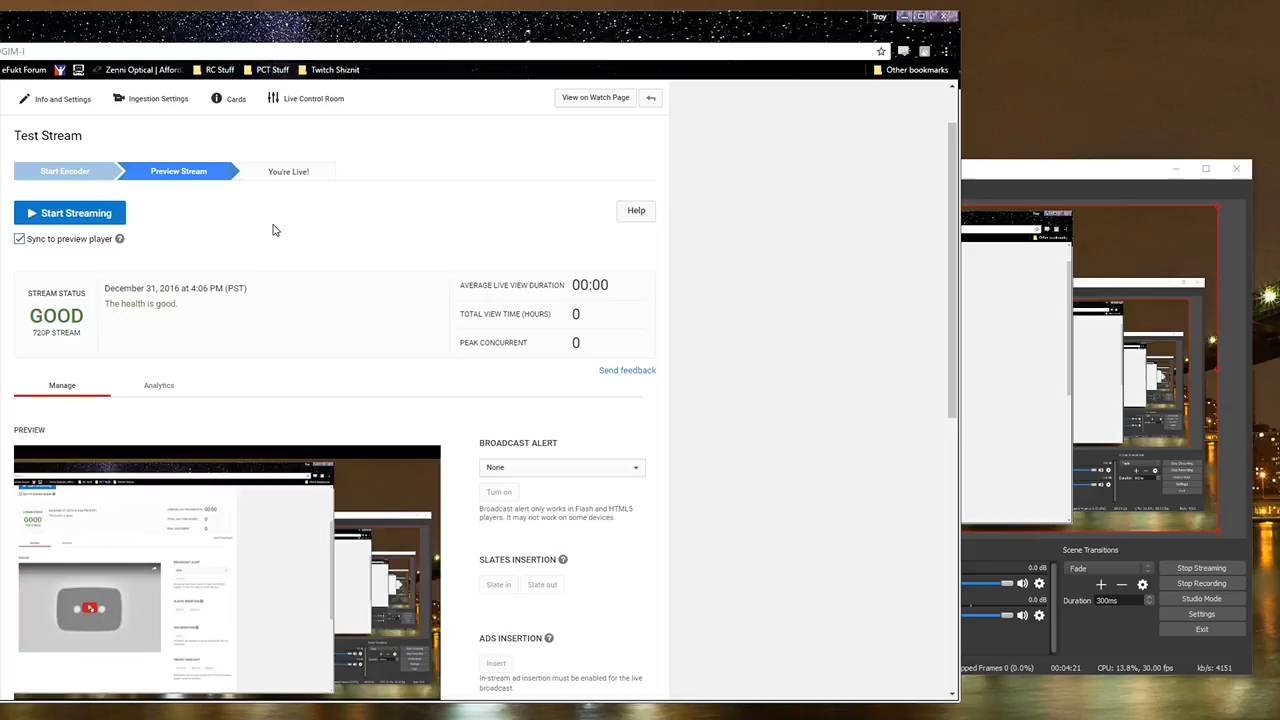 Troy
OGIM-I
eFukt Forum Zenni Optical | Afford.. RC Stuff PCT Stuff Twitch Shiznit Other bookmarks
Info and Settings Ingestion Settings Cards Live Control Room View on Watch Page
Test Stream
Start Encoder Preview Stream You're Live!
Start Streaming Help
Sync to preview player ?
STREAM STATUS
GOOD
720P STREAM
December 31, 2016 at 4:06 PM (PST)
The health is good.
AVERAGE LIVE VIEW DURATION 00:00
TOTAL VIEW TIME (HOURS) 0
PEAK CONCURRENT 0
Send feedback
Manage Analytics
PREVIEW
BROADCAST ALERT
None
Turn on
Broadcast alert only works in Flash and HTML5
players. It may not work on some devices.
SLATES INSERTION ?
Slate in Slate out
ADS INSERTION ?
Insert
In-stream ad insertion must be enabled for the live
broadcast.
GOOD
0.0 dB
0.0 dB
Scene Transitions
Fade
Duration 300ms
Stop Streaming
Stop Recording
Studio Mode
Settings
Exit
pped Frames 0 (0.0%) 00:04:21 CPU: 13.8%, 30.00 fps kb/s: 4151